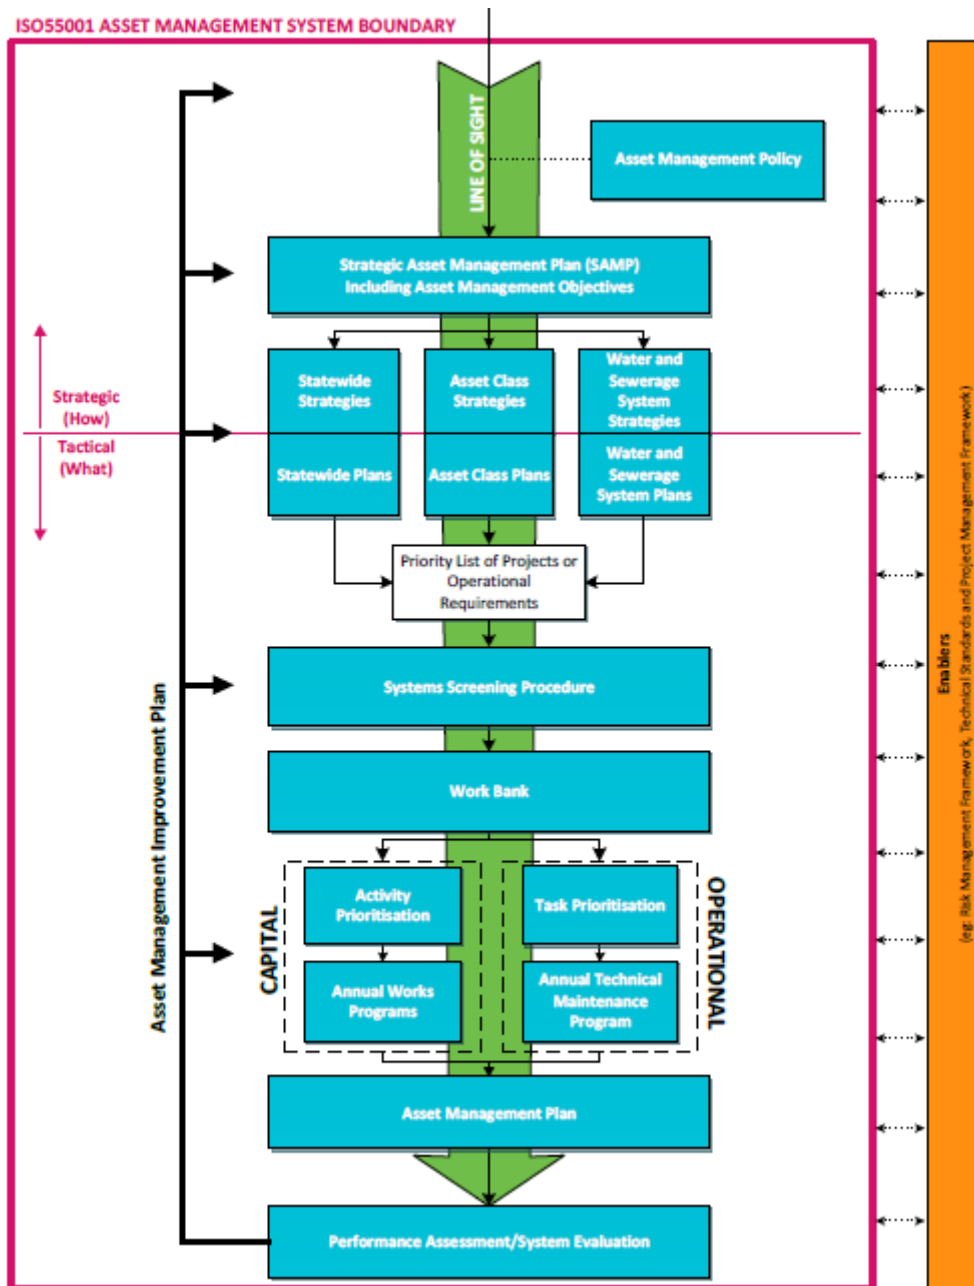 ISO55001 ASSET MANAGEMENT SYSTEM BOUNDARY
LINE OF SIGHT
Asset Management Policy
Strategic Asset Management Plan (SAMP)
Including Asset Management Objectives
Strategic
(How)
Tactical
(What)
Statewide
Strategies
Asset Class
Strategies
Water and
Sewerage
System
Strategies
Statewide Plans
Asset Class Plans
Water and
Sewerage
System Plans
Priority List of Projects or
Operational
Requirements
Systems Screening Procedure
Work Bank
CAPITAL
Activity
Prioritisation
Annual Works
Programs
Task Prioritisation
Annual Technical
Maintenance
Program
OPERATIONAL
Asset Management Plan
Performance Assessment/System Evaluation
Asset Management Improvement Plan
Enablers
(eg: Risk Management Framework, Technical Standards and Project Management Framework)